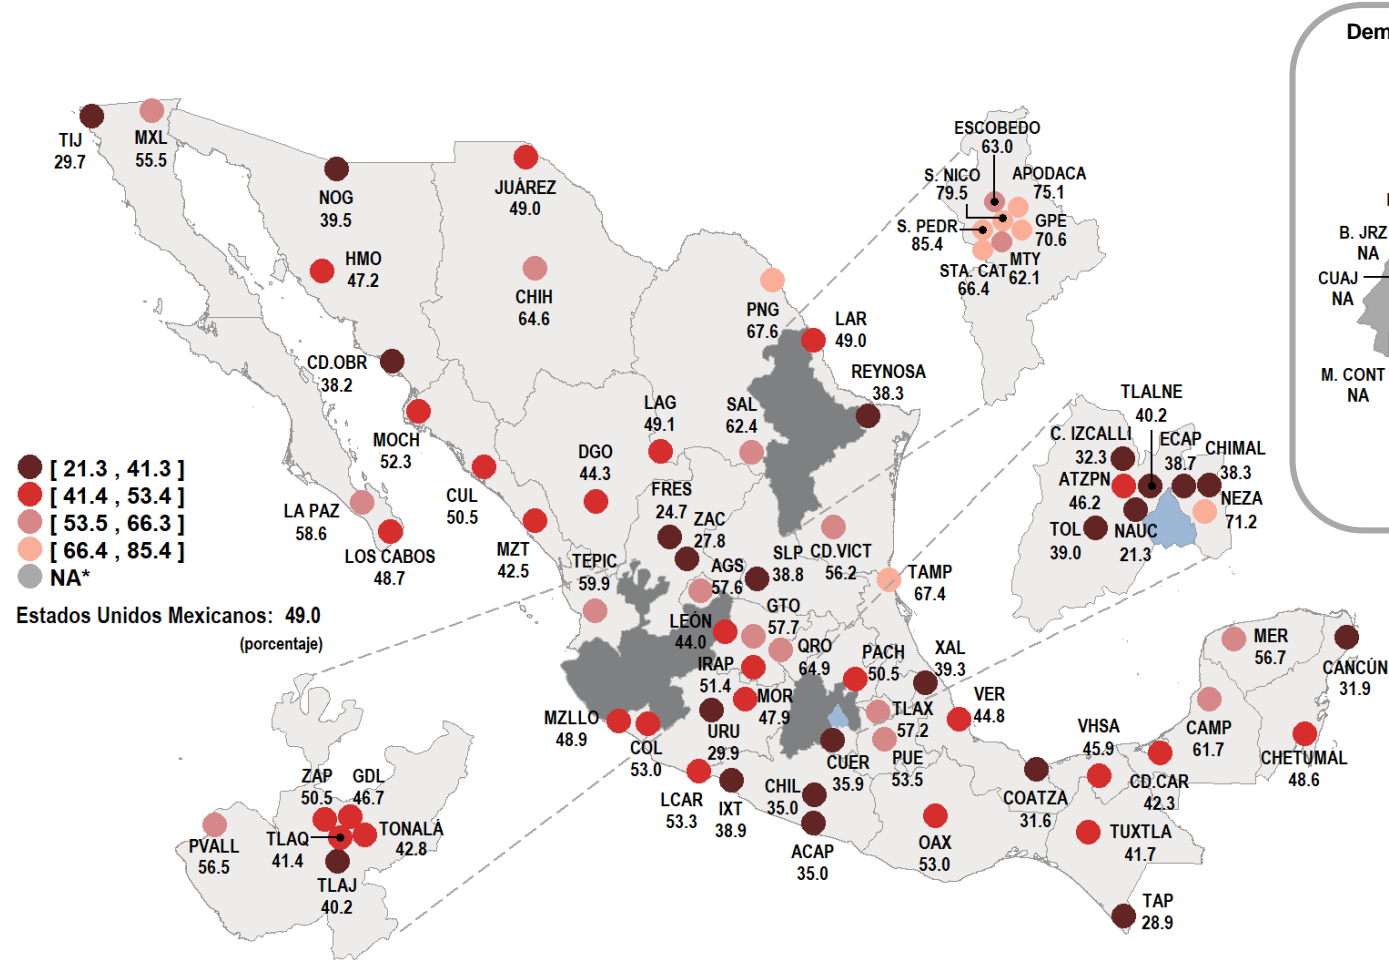 Dem
TIJ
29.7
MXL
55.5
NOG
39.5
HMO
47.2
JUÁREZ
49.0
CHIH
64.6
CD.OBR
38.2
MOCH
52.3
CUL
50.5
MZT
42.5
LA PAZ
58.6
LOS CABOS
48.7
ESCOBEDO
63.0
S. NICO
79.5
APODACA
75.1
S. PEDR
85.4
GPE
70.6
STA. CAT
66.4
MTY
62.1
PNG
67.6
LAR
49.0
REYNOSA
38.3
LAG
49.1
SAL
62.4
DGO
44.3
FRES
24.7
ZAC
27.8
TEPIC
59.9
AGS
57.6
SLP
38.8
CD.VICT
56.2
TAMP
67.4
LEÓN
44.0
GTO
57.7
IRAP
51.4
QRO
64.9
PACH
50.5
XAL
39.3
VER
44.8
MOR
47.9
TLAX
57.2
MZLLO
48.9
COL
53.0
URU
29.9
CUER
35.9
PUE
53.5
LCAR
53.3
IXT
38.9
CHIL
35.0
ACAP
35.0
OAX
53.0
COATZA
31.6
VHSA
45.9
CD.CAR
42.3
TUXTLA
41.7
TAP
28.9
MER
56.7
CANCÚN
31.9
CAMP
61.7
CHETUMAL
48.6
TLALNE
40.2
C. IZCALLI
32.3
ECAP
38.7
CHIMAL
38.3
ATZPN
46.2
NEZA
71.2
TOL
39.0
NAUC
21.3
B. JRZ
NA
CUAJ
NA
M. CONT
NA
[ 21.3 , 41.3 ]
[ 41.4 , 53.4 ]
[ 53.5 , 66.3 ]
[ 66.4 , 85.4 ]
NA*
Estados Unidos Mexicanos: 49.0
(porcentaje)
ZAP
50.5
GDL
46.7
TLAQ
41.4
TONALÁ
42.8
PVALL
56.5
TLAJ
40.2